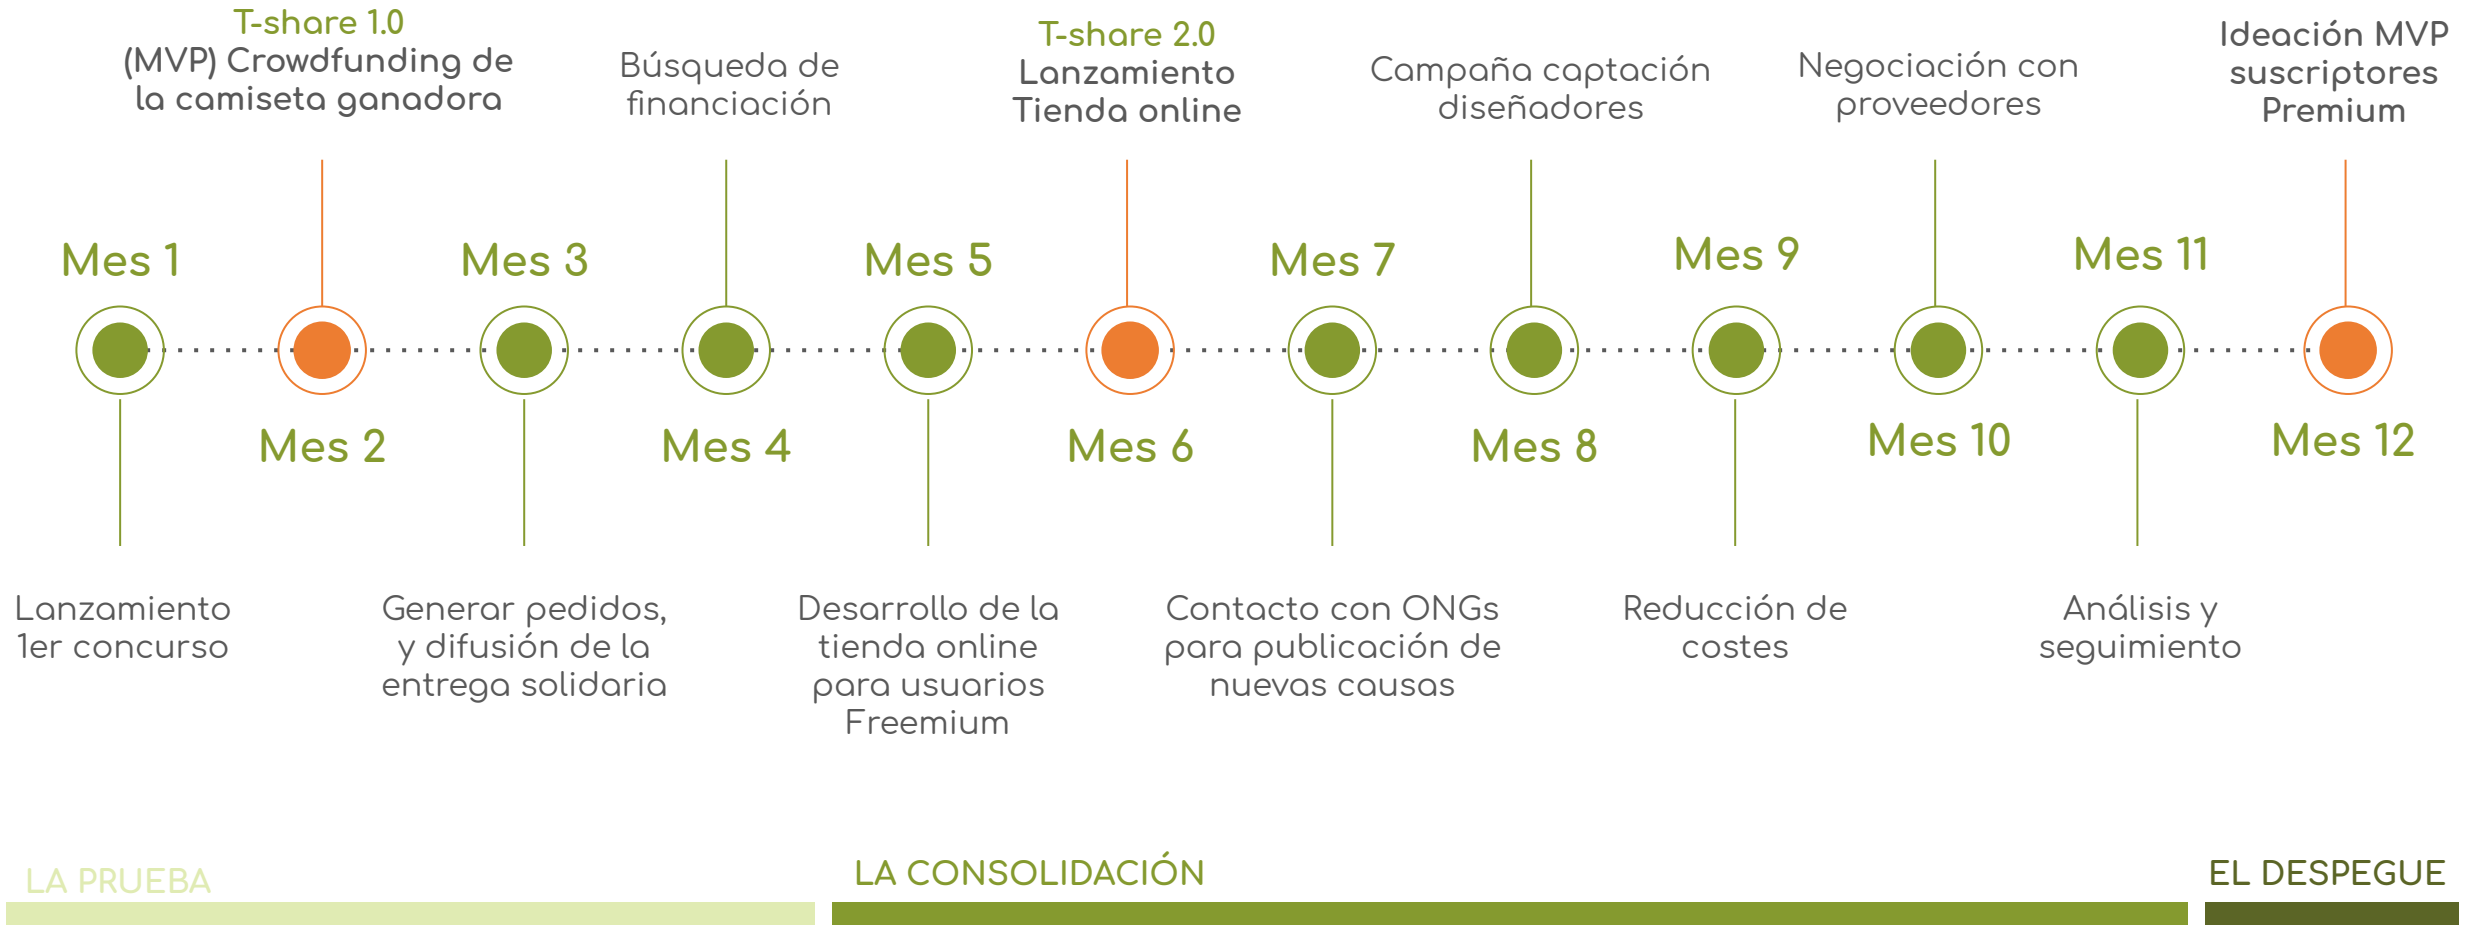 T-share 1.0
(MVP) Crowdfunding de
la camiseta ganadora
Búsqueda de
financiación
T-share 2.0
Lanzamiento
Tienda online
Campaña captación
diseñadores
Negociación con
proveedores
Ideación MVP
suscriptores
Premium
Mes 1
Mes 3
Mes 5
Mes 7
Mes 9
Mes 11
Mes 2
Mes 4
Mes 6
Mes 8
Mes 10
Mes 12
Lanzamiento
1er concurso
Generar pedidos,
y difusión de la
entrega solidaria
Desarrollo de la
tienda online
para usuarios
Freemium
Contacto con ONGs
para publicación de
nuevas causas
Reducción de
costes
Análisis y
seguimiento
LA PRUEBA
LA CONSOLIDACIÓN
EL DESPEGUE